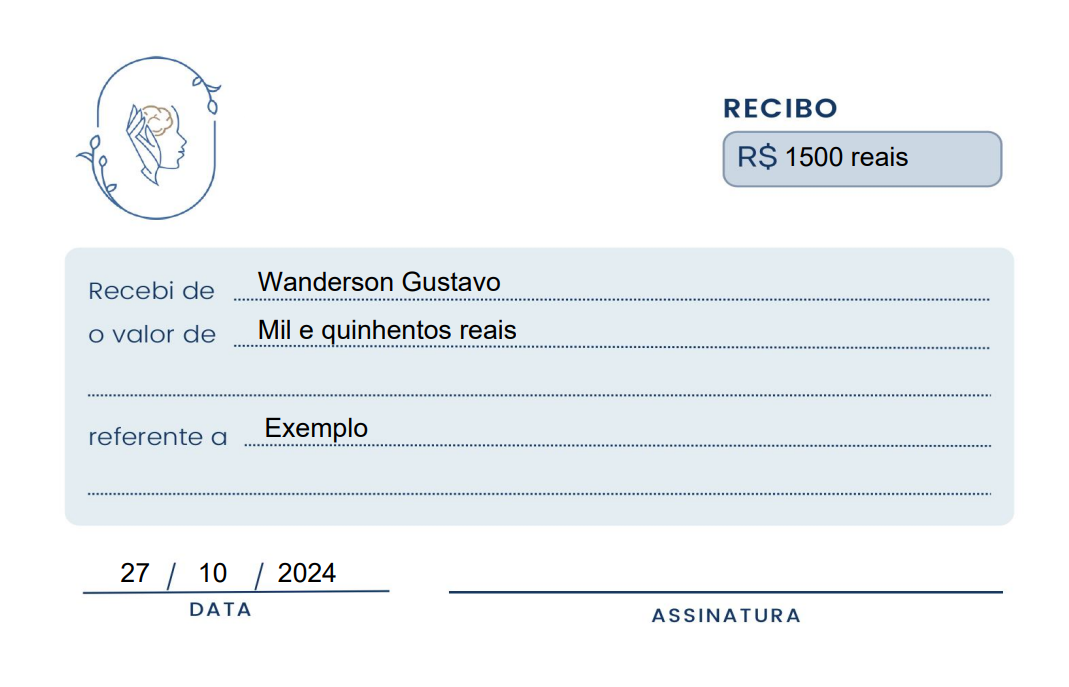 RECIBO
R$ 1500 reais
Recebi de Wanderson Gustavo
o valor de Mil e quinhentos reais
referente a Exemplo
27 / 10 / 2024
DATA
ASSINATURA